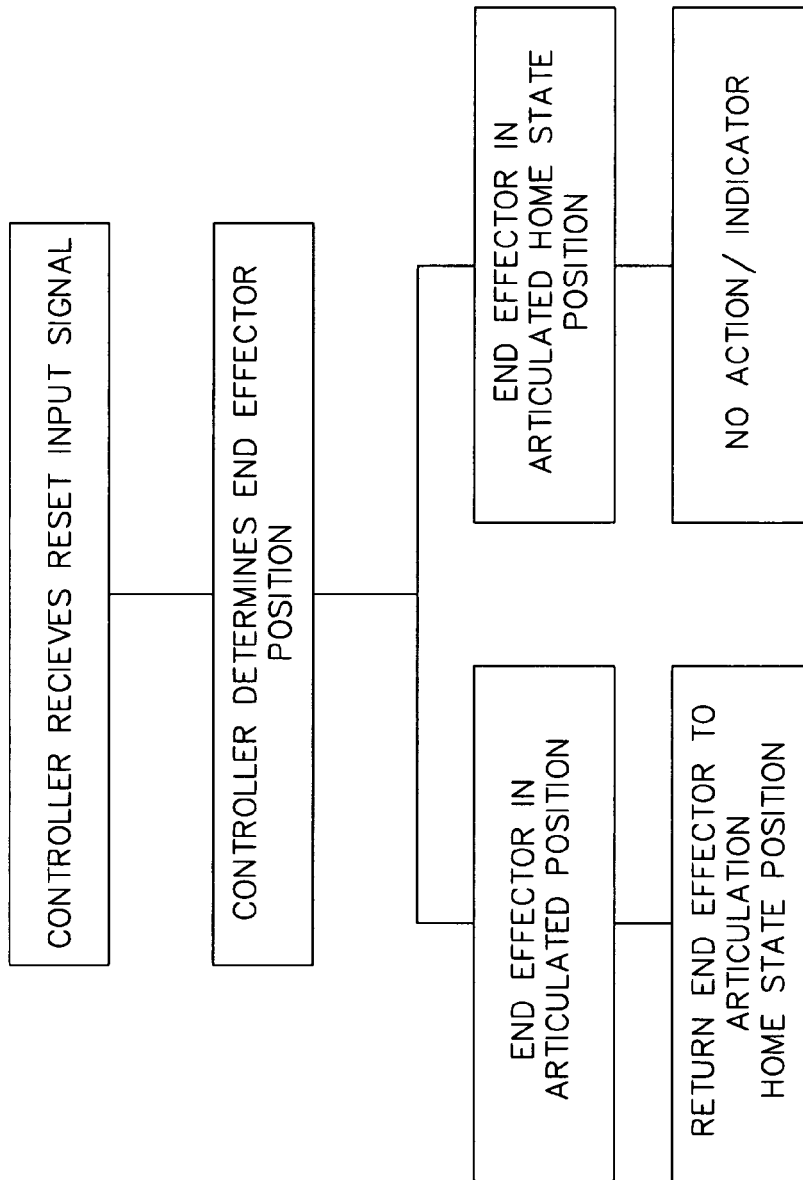 CONTROLLER RECIEVES RESET INPUT SIGNAL
CONTROLLER DETERMINES END EFFECTOR
POSITION
END EFFECTOR IN
ARTICULATED POSITION
RETURN END EFFECTOR TO
ARTICULATION
HOME STATE POSITION
END EFFECTOR IN
ARTICULATED HOME STATE
POSITION
NO ACTION/ INDICATOR